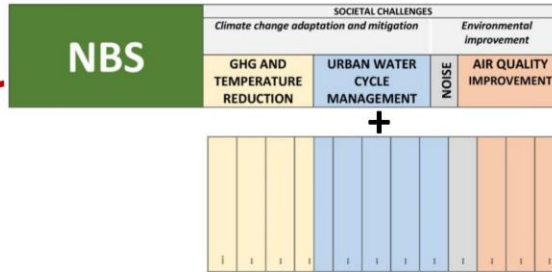 SOCIETAL CHALLENGES
Climate change adaptation and mitigation
Environmental
improvement
NBS
GHG AND
TEMPERATURE
REDUCTION
URBAN WATER
CYCLE
MANAGEMENT
NOISE
AIR QUALITY
IMPROVEMENT
+